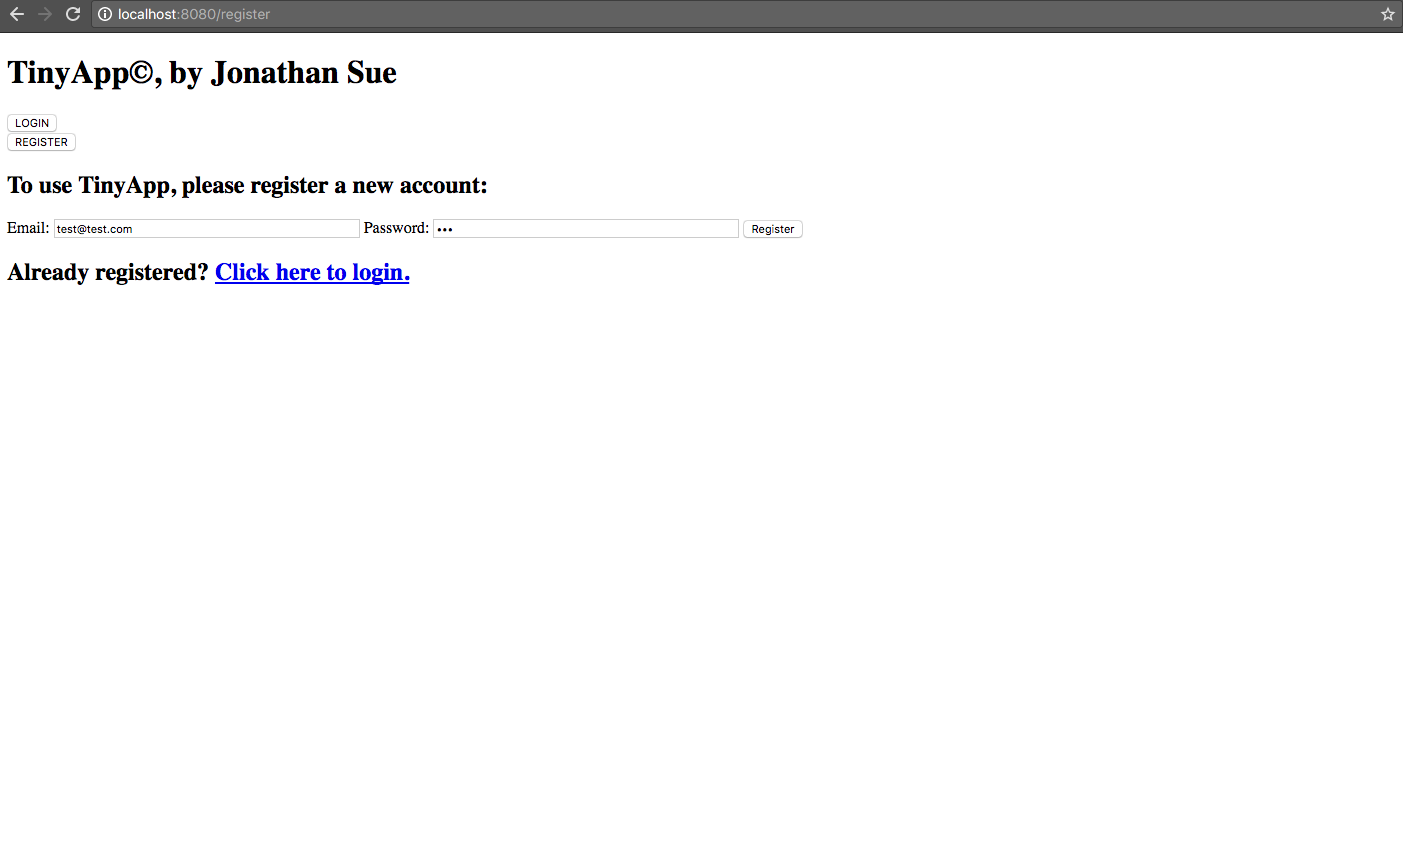 localhost:8080/register
TinyApp©, by Jonathan Sue
LOGIN
REGISTER
To use TinyApp, please register a new account:
Email: test@test.com Password: ••• Register
Already registered? Click here to login.